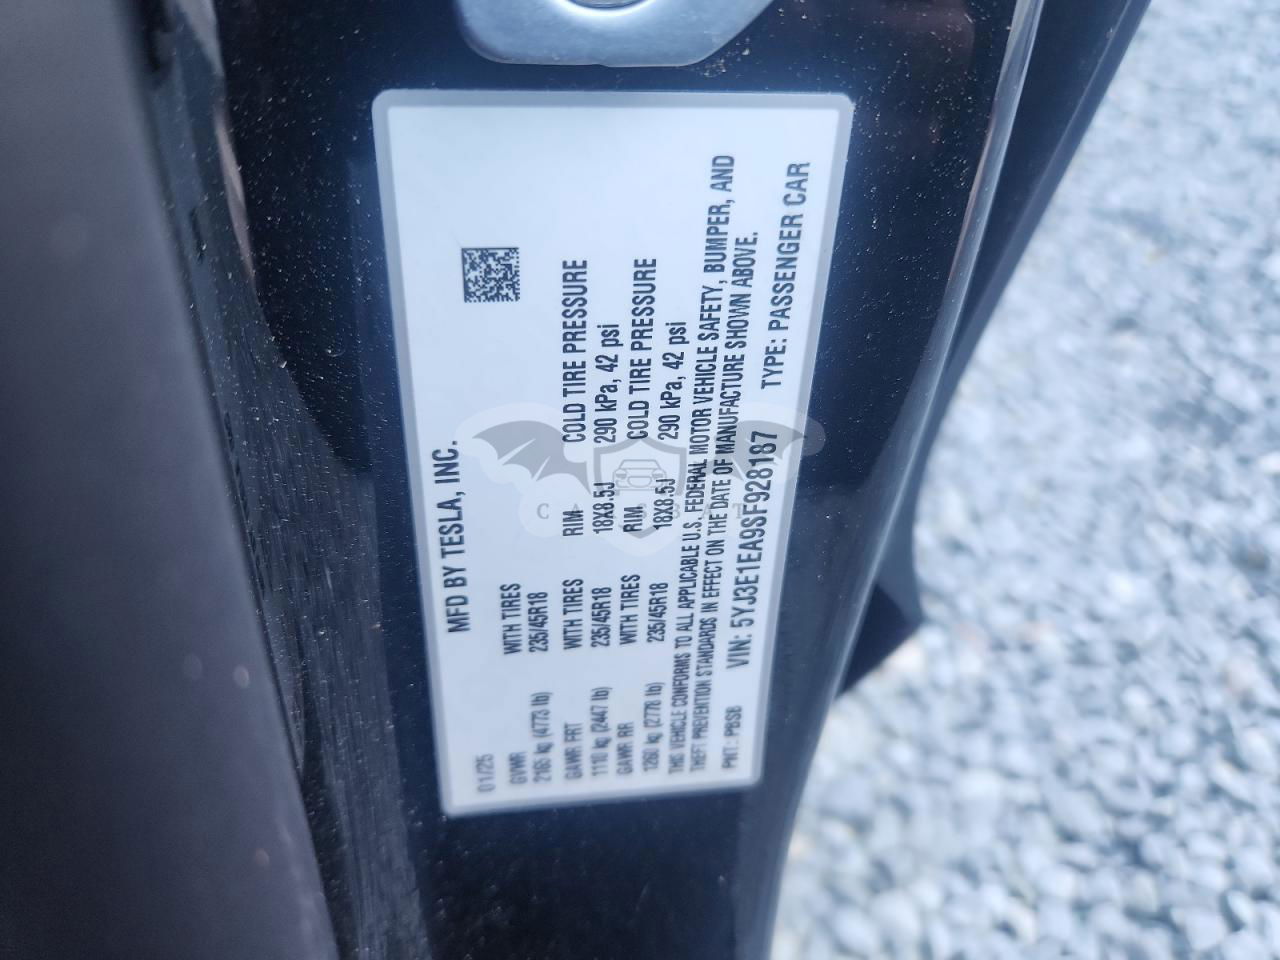 MFD BY TESLA, INC.
01/25
GVWR
2165 kg (4773 lb)
WITH TIRES
235/45R18
RIM
18X8.5J
COLD TIRE PRESSURE
290 kPa, 42 psi
GAWR FRT
1110 kg (2447 lb)
WITH TIRES
235/45R18
RIM
18X8.5J
COLD TIRE PRESSURE
290 kPa, 42 psi
GAWR RR
1260 kg (2778 lb)
THIS VEHICLE CONFORMS TO ALL APPLICABLE U.S. FEDERAL MOTOR VEHICLE SAFETY, BUMPER, AND
THEFT PREVENTION STANDARDS IN EFFECT ON THE DATE OF MANUFACTURE SHOWN ABOVE.
PNT: PBSB VIN: 5YJ3E1EA9SF928187 TYPE: PASSENGER CAR